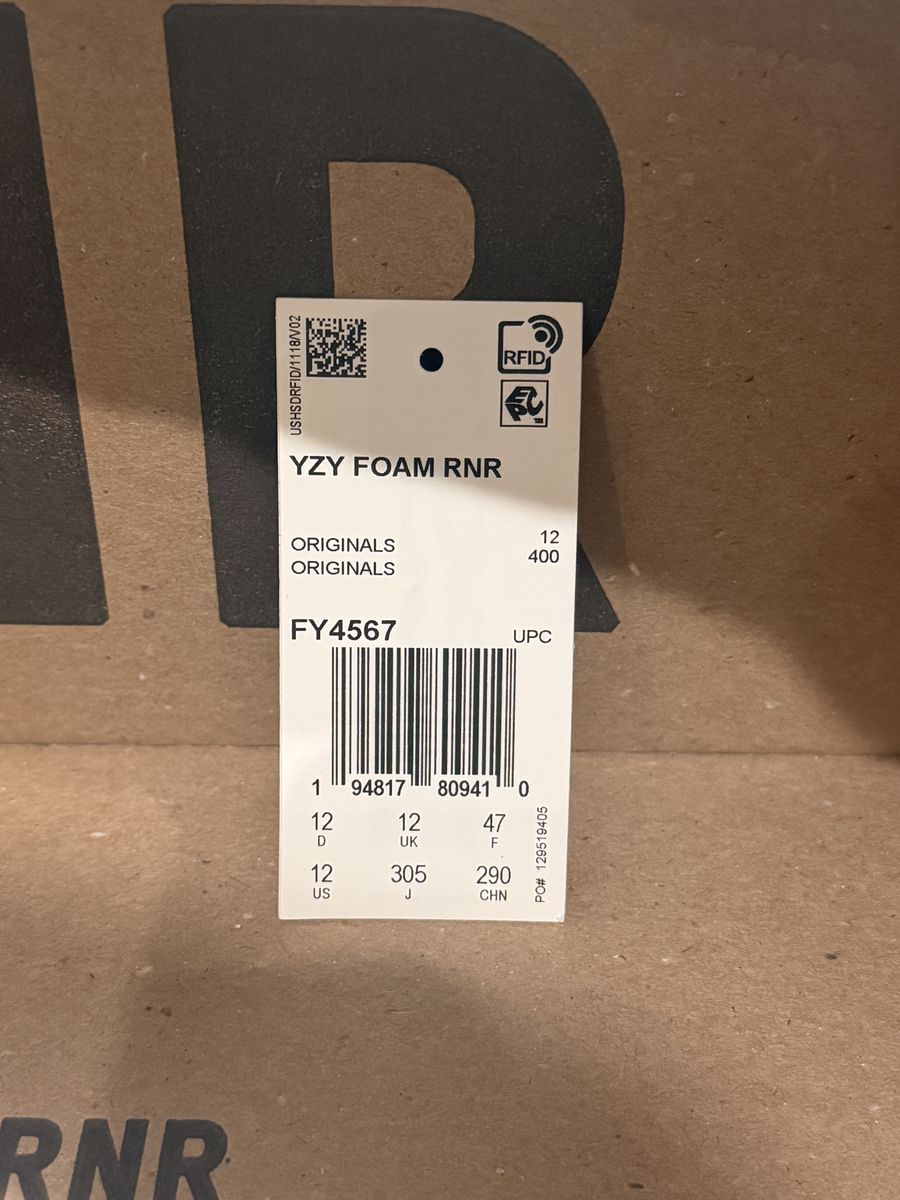 R
USHSDRFID/1118/V02
RFID
EPC™
YZY FOAM RNR
ORIGINALS 12
ORIGINALS 400
FY4567 UPC
1 94817 80941 0
12 12 47
D UK F
12 305 290
US J CHN
PO# 129519405
RNR